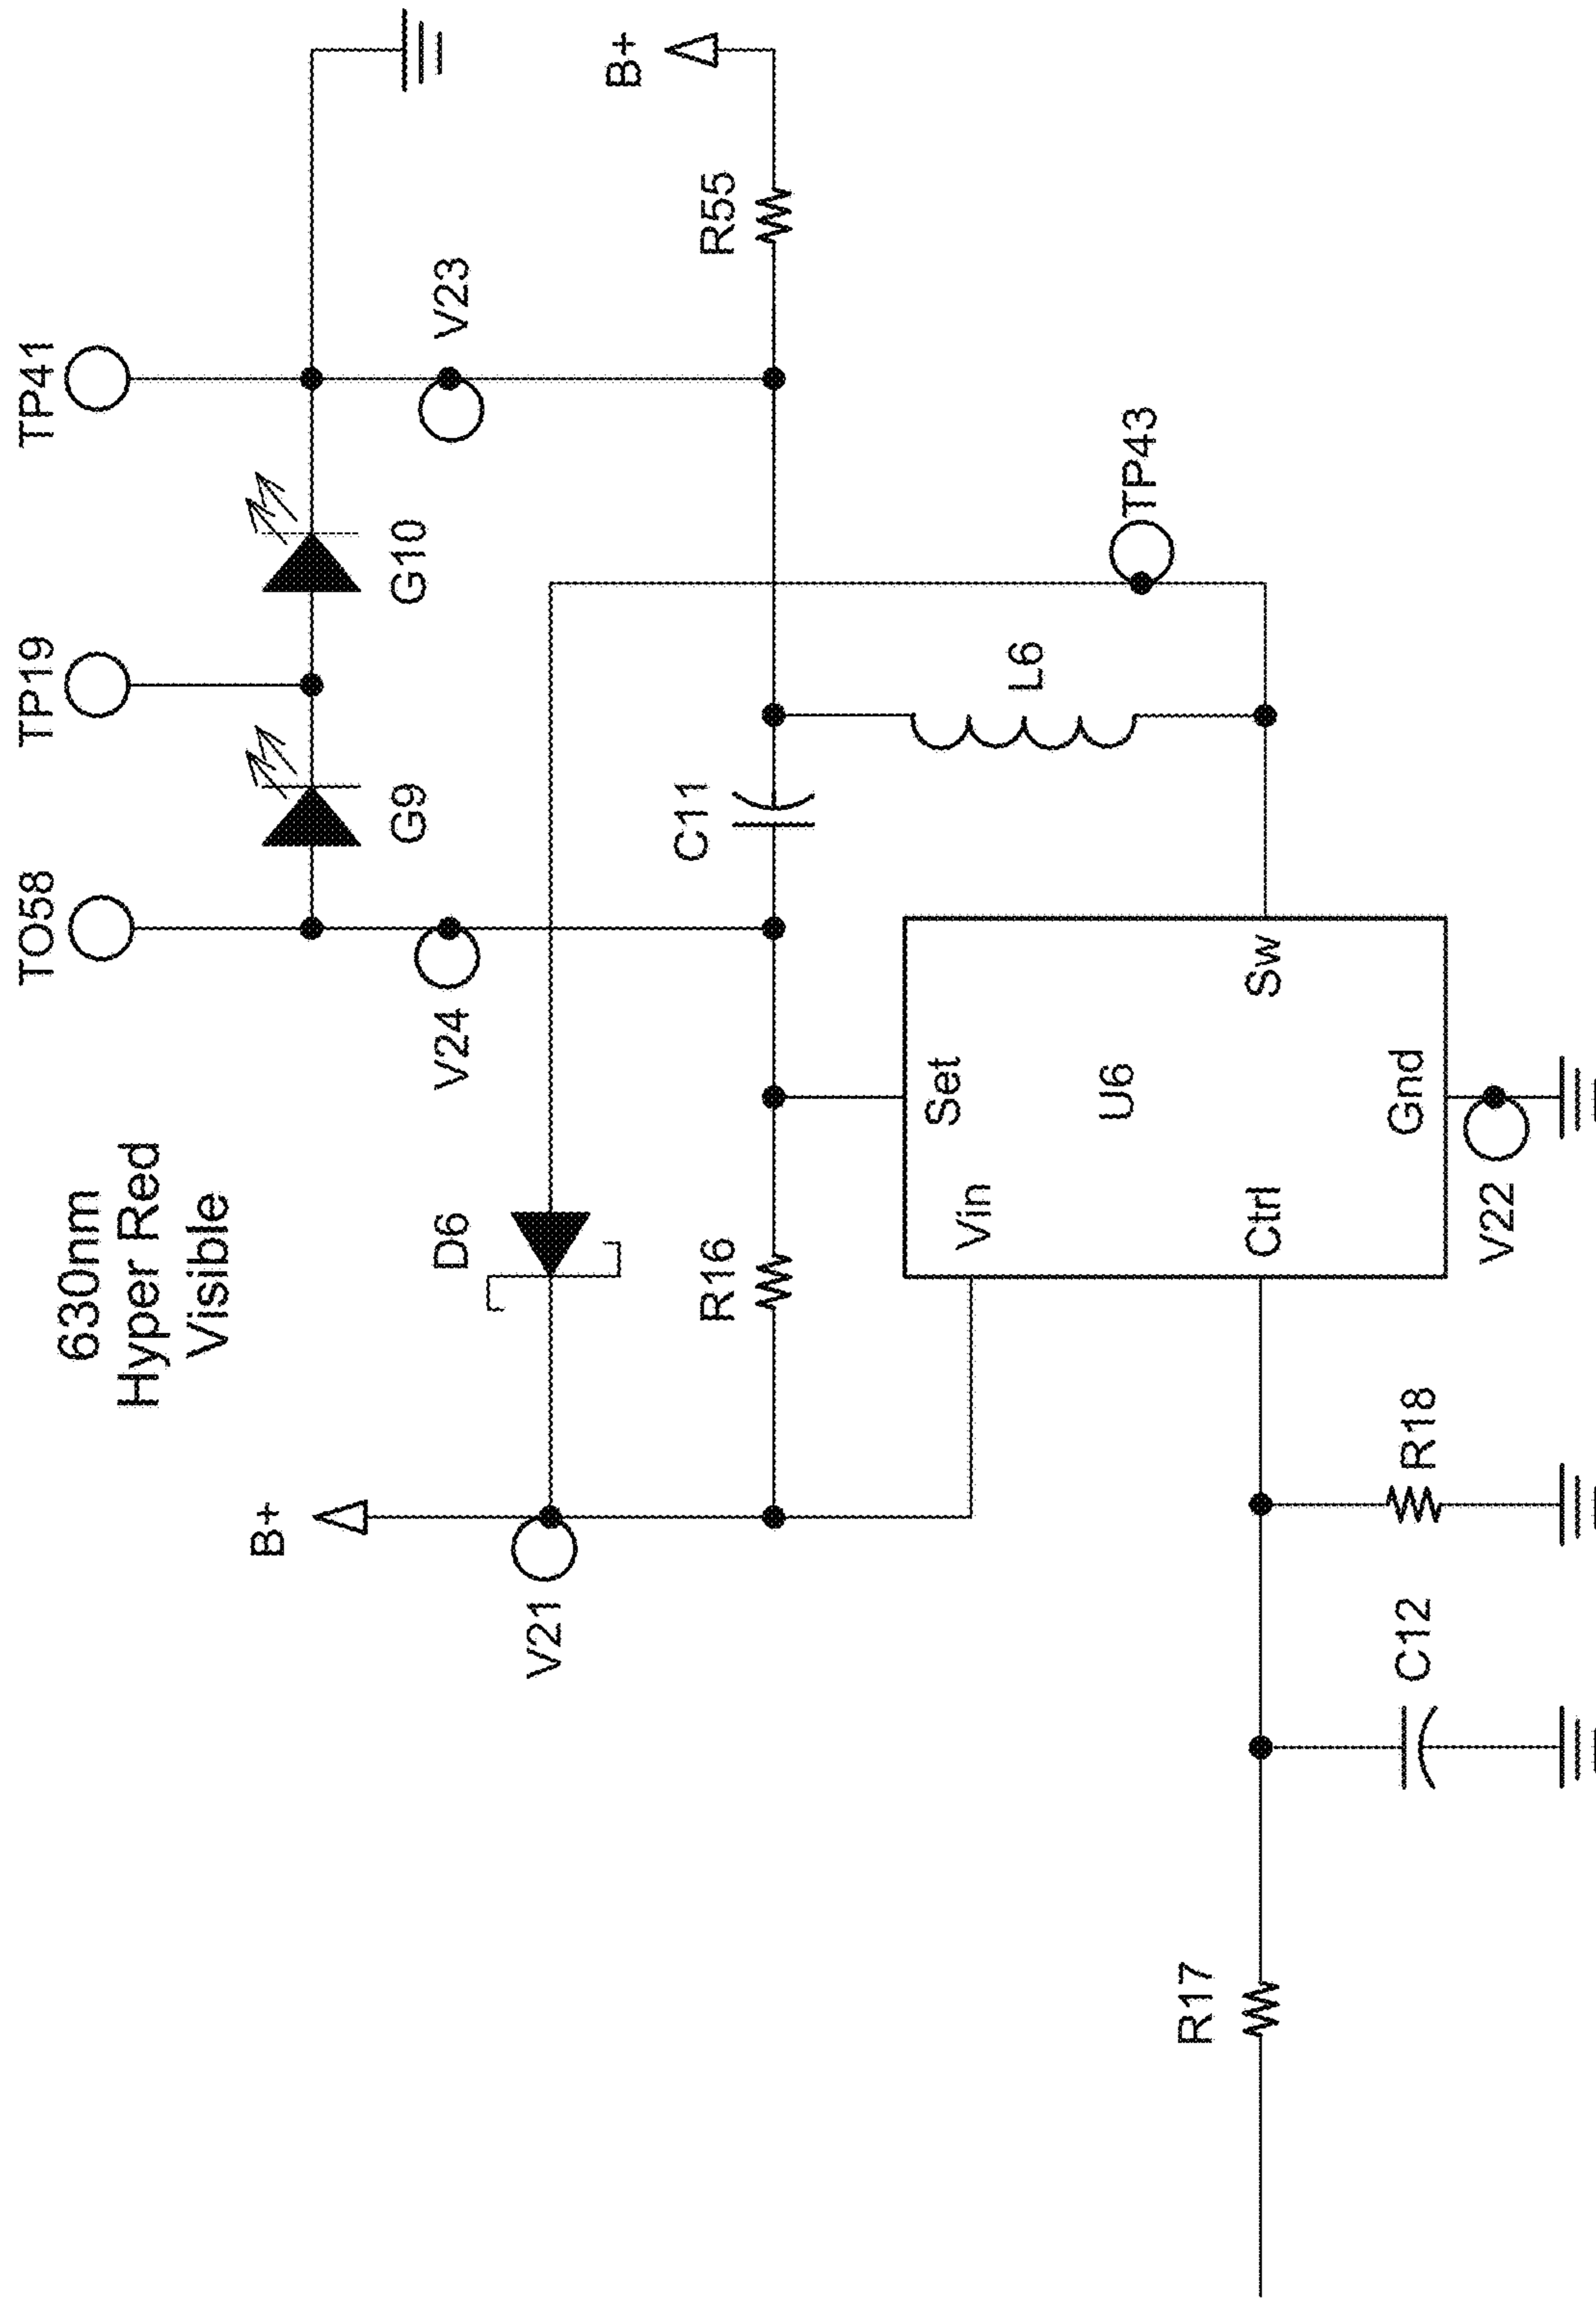 630nm
Hyper Red
Visible
TO58
TP19
TP41
G9
G10
B+
V21
D6
V24
V23
B+
R16
C11
R55
Vin
Set
U6
L6
TP43
Ctrl
Sw
Gnd
R17
C12
R18
V22